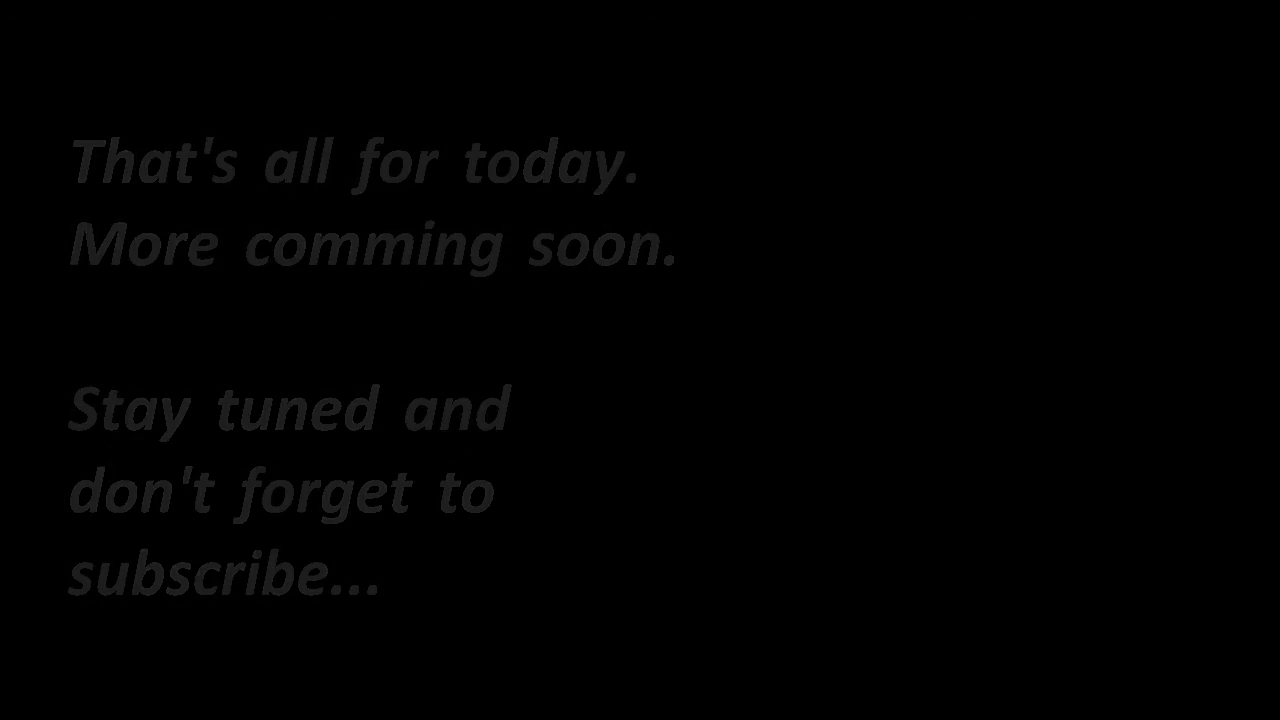 That's all for today.
More comming soon.
Stay tuned and
don't forget to
subscribe...